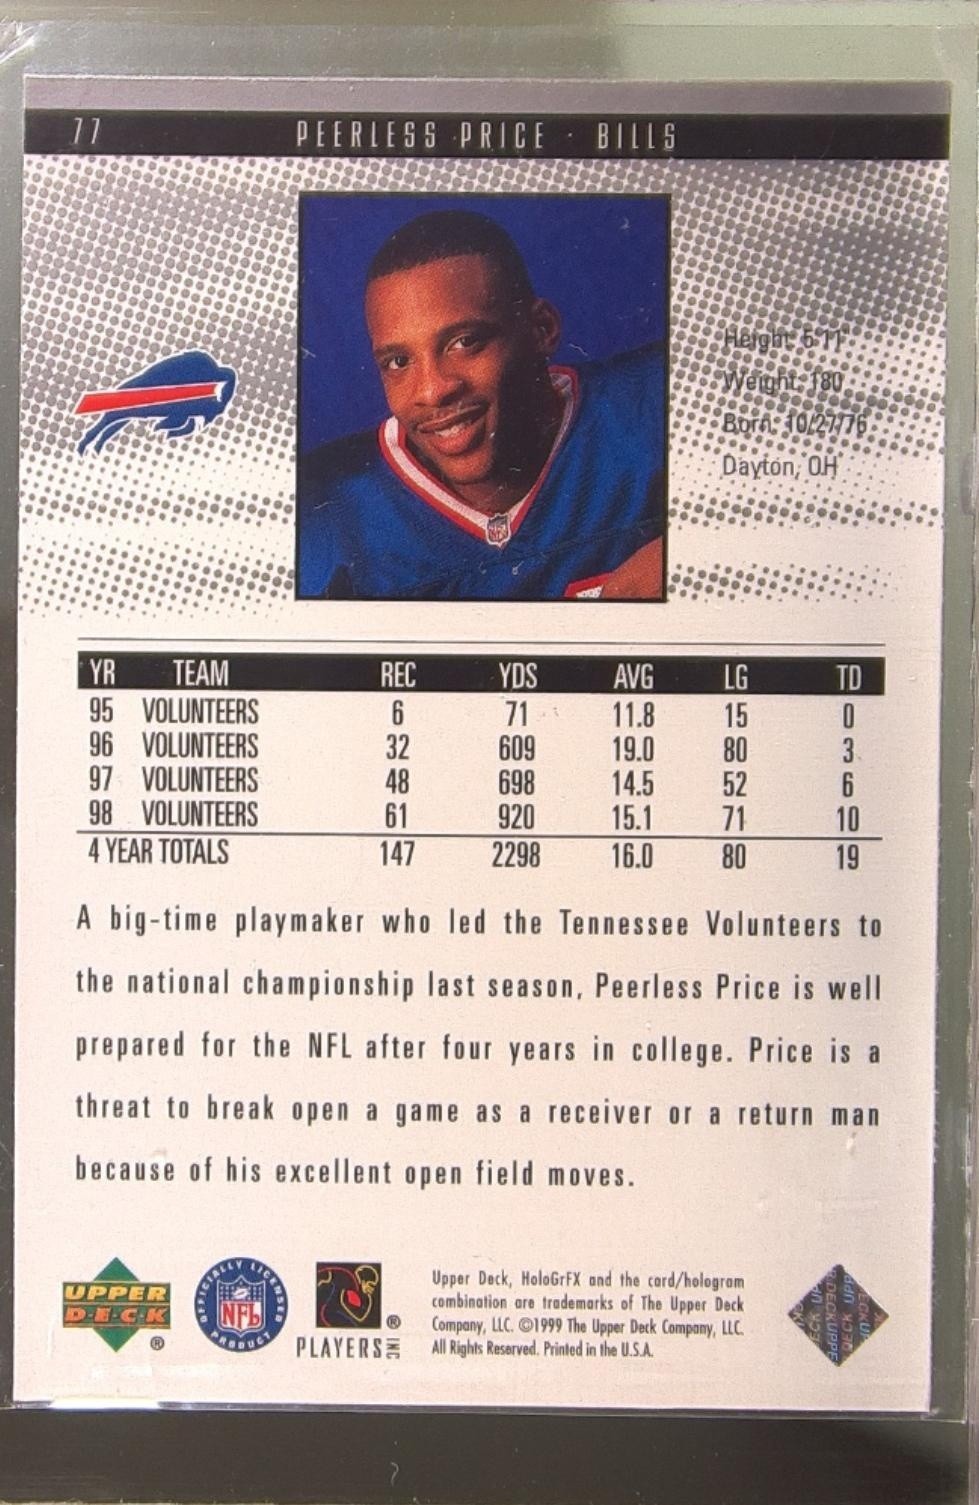 77 PEERLESS PRICE · BILLS
Height: 5'11"
Weight: 180
Born: 10/27/76
Dayton, OH
NFL
YR TEAM REC YDS AVG LG TD
95 VOLUNTEERS 6 71 11.8 15 0
96 VOLUNTEERS 32 609 19.0 80 3
97 VOLUNTEERS 48 698 14.5 52 6
98 VOLUNTEERS 61 920 15.1 71 10
4 YEAR TOTALS 147 2298 16.0 80 19
A big-time playmaker who led the Tennessee Volunteers to
the national championship last season, Peerless Price is well
prepared for the NFL after four years in college. Price is a
threat to break open a game as a receiver or a return man
because of his excellent open field moves.
UPPER
DECK
®
OFFICIALLY LICENSED
NFL
PRODUCT
PLAYERS INC ®
Upper Deck, HoloGrFX and the card/hologram
combination are trademarks of The Upper Deck
Company, LLC. ©1999 The Upper Deck Company, LLC.
All Rights Reserved. Printed in the U.S.A.